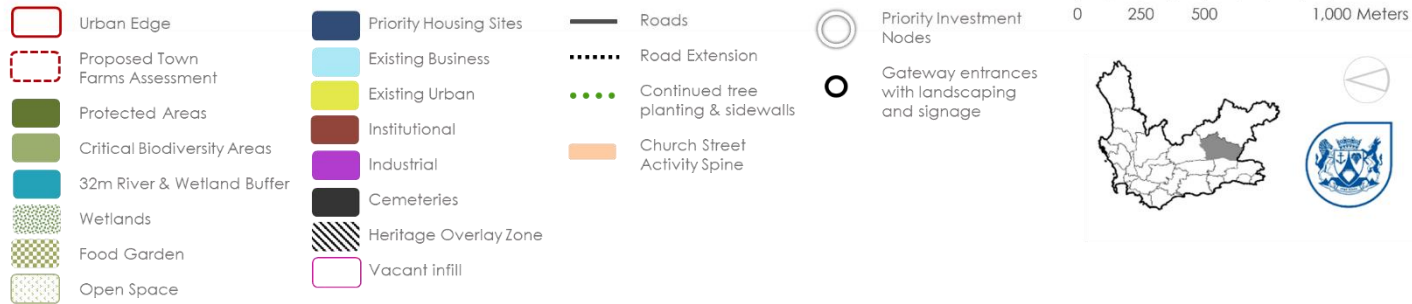 Urban Edge
Proposed Town
Farms Assessment
Protected Areas
Critical Biodiversity Areas
32m River & Wetland Buffer
Wetlands
Food Garden
Open Space
Priority Housing Sites
Existing Business
Existing Urban
Institutional
Industrial
Cemeteries
Heritage Overlay Zone
Vacant infill
Roads
Road Extension
Continued tree
planting & sidewalls
Church Street
Activity Spine
Priority Investment
Nodes
Gateway entrances
with landscaping
and signage
0 250 500 1,000 Meters